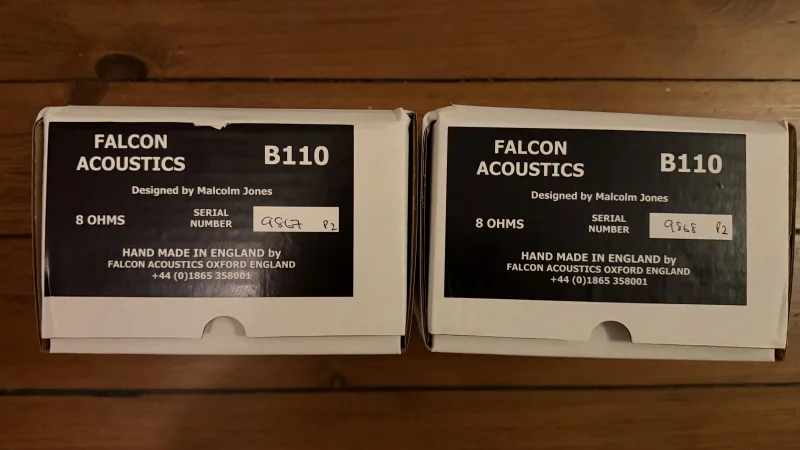 FALCON
ACOUSTICS
B110
Designed by Malcolm Jones
8 OHMS
SERIAL
NUMBER
9867 P2
HAND MADE IN ENGLAND by
FALCON ACOUSTICS OXFORD ENGLAND
+44 (0)1865 358001
FALCON
ACOUSTICS
B110
Designed by Malcolm Jones
8 OHMS
SERIAL
NUMBER
9868 P2
HAND MADE IN ENGLAND by
FALCON ACOUSTICS OXFORD ENGLAND
+44 (0)1865 358001